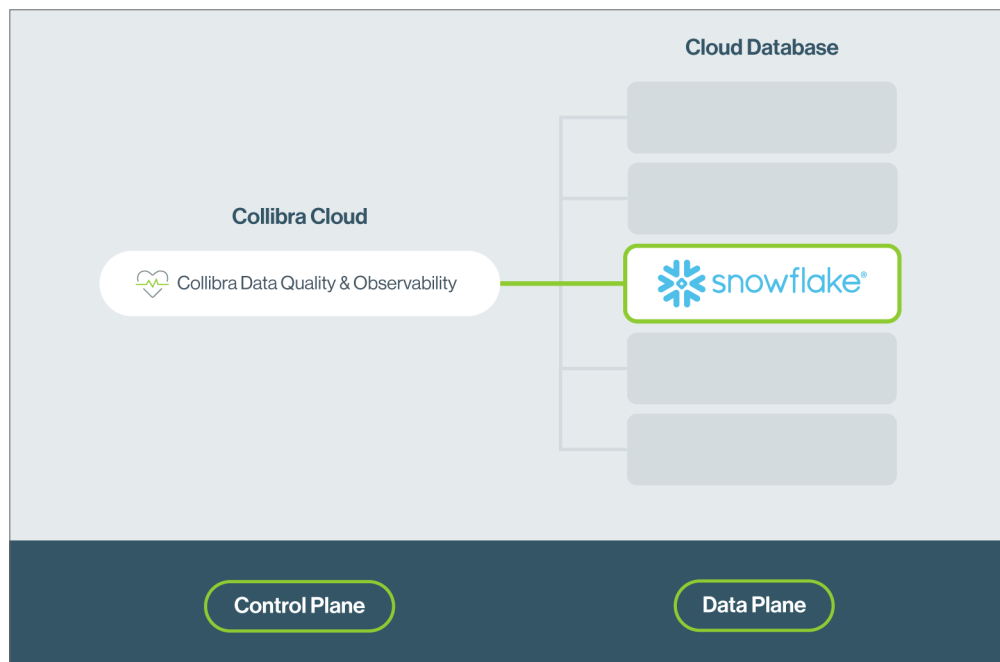 Cloud Database
Collibra Cloud
Collibra Data Quality & Observability
snowflake®
Control Plane
Data Plane